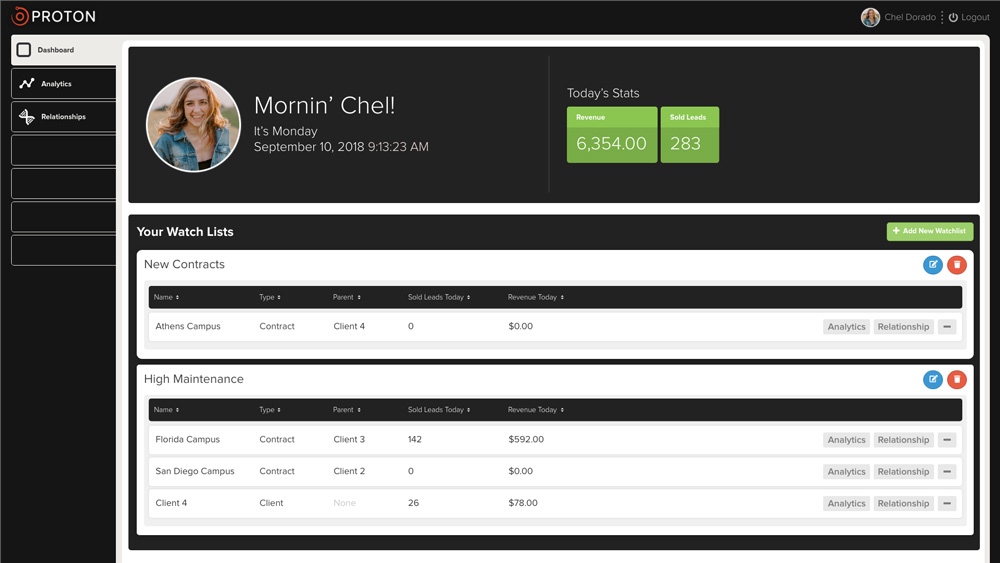 PROTON
Chel Dorado
Logout
Dashboard
Analytics
Relationships
Mornin' Chel!
It's Monday
September 10, 2018 9:13:23 AM
Today's Stats
Revenue
6,354.00
Sold Leads
283
Your Watch Lists
Add New Watchlist
New Contracts
Name Type Parent Sold Leads Today Revenue Today
Athens Campus Contract Client 4 0 $0.00 Analytics Relationship
High Maintenance
Name Type Parent Sold Leads Today Revenue Today
Florida Campus Contract Client 3 142 $592.00 Analytics Relationship
San Diego Campus Contract Client 2 0 $0.00 Analytics Relationship
Client 4 Client None 26 $78.00 Analytics Relationship